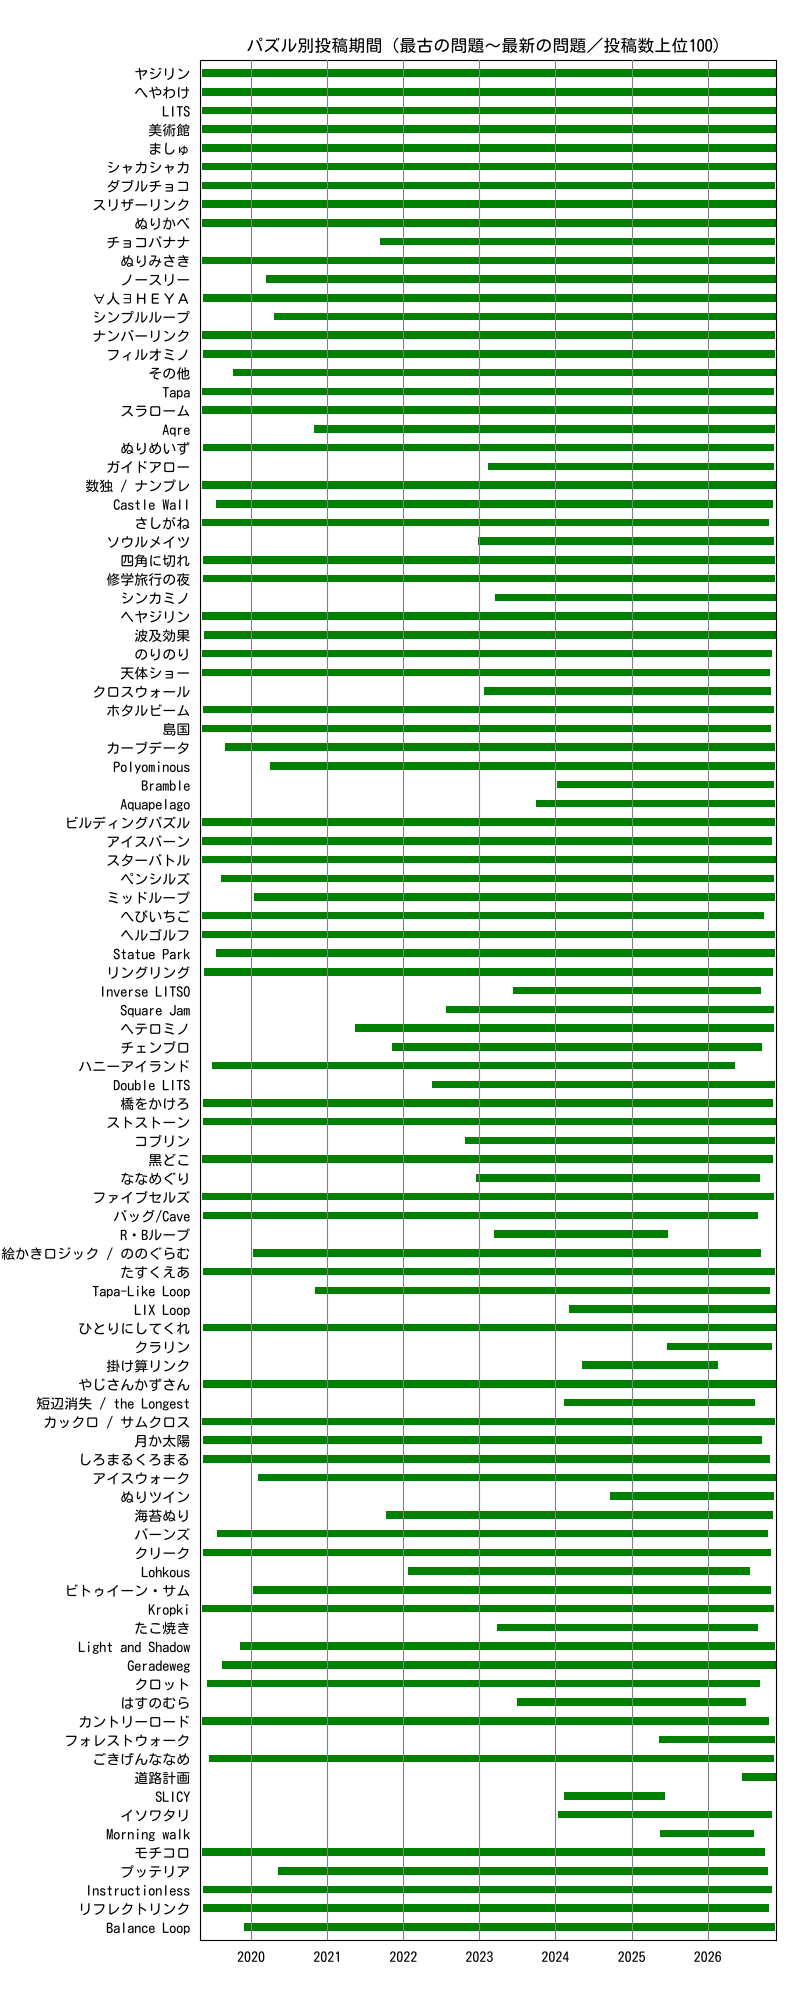 パズル別投稿期間（最古の問題～最新の問題／投稿数上位100）
ヤジリン
へやわけ
LITS
美術館
ましゅ
シャカシャカ
ダブルチョコ
スリザーリンク
ぬりかべ
チョコバナナ
ぬりみさき
ノースリー
∀人∃ＨＥＹＡ
シンプルループ
ナンバーリンク
フィルオミノ
その他
Tapa
スラローム
Aqre
ぬりめいず
ガイドアロー
数独 / ナンプレ
Castle Wall
さしがね
ソウルメイツ
四角に切れ
修学旅行の夜
シンカミノ
ヘヤジリン
波及効果
のりのり
天体ショー
クロスウォール
ホタルビーム
島国
カーブデータ
Polyominous
Bramble
Aquapelago
ビルディングパズル
アイスバーン
スターバトル
ペンシルズ
ミッドループ
へびいちご
ヘルゴルフ
Statue Park
リングリング
Inverse LITSO
Square Jam
ヘテロミノ
チェンブロ
ハニーアイランド
Double LITS
橋をかけろ
ストストーン
コブリン
黒どこ
ななめぐり
ファイブセルズ
バッグ/Cave
R・Bループ
絵かきロジック / ののぐらむ
たすくえあ
Tapa-Like Loop
LIX Loop
ひとりにしてくれ
クラリン
掛け算リンク
やじさんかずさん
短辺消失 / the Longest
カックロ / サムクロス
月か太陽
しろまるくろまる
アイスウォーク
ぬりツイン
海苔ぬり
バーンズ
クリーク
Lohkous
ビトゥイーン・サム
Kropki
たこ焼き
Light and Shadow
Geradeweg
クロット
はすのむら
カントリーロード
フォレストウォーク
ごきげんななめ
道路計画
SLICY
イソワタリ
Morning walk
モチコロ
プッテリア
Instructionless
リフレクトリンク
Balance Loop
2020 2021 2022 2023 2024 2025 2026